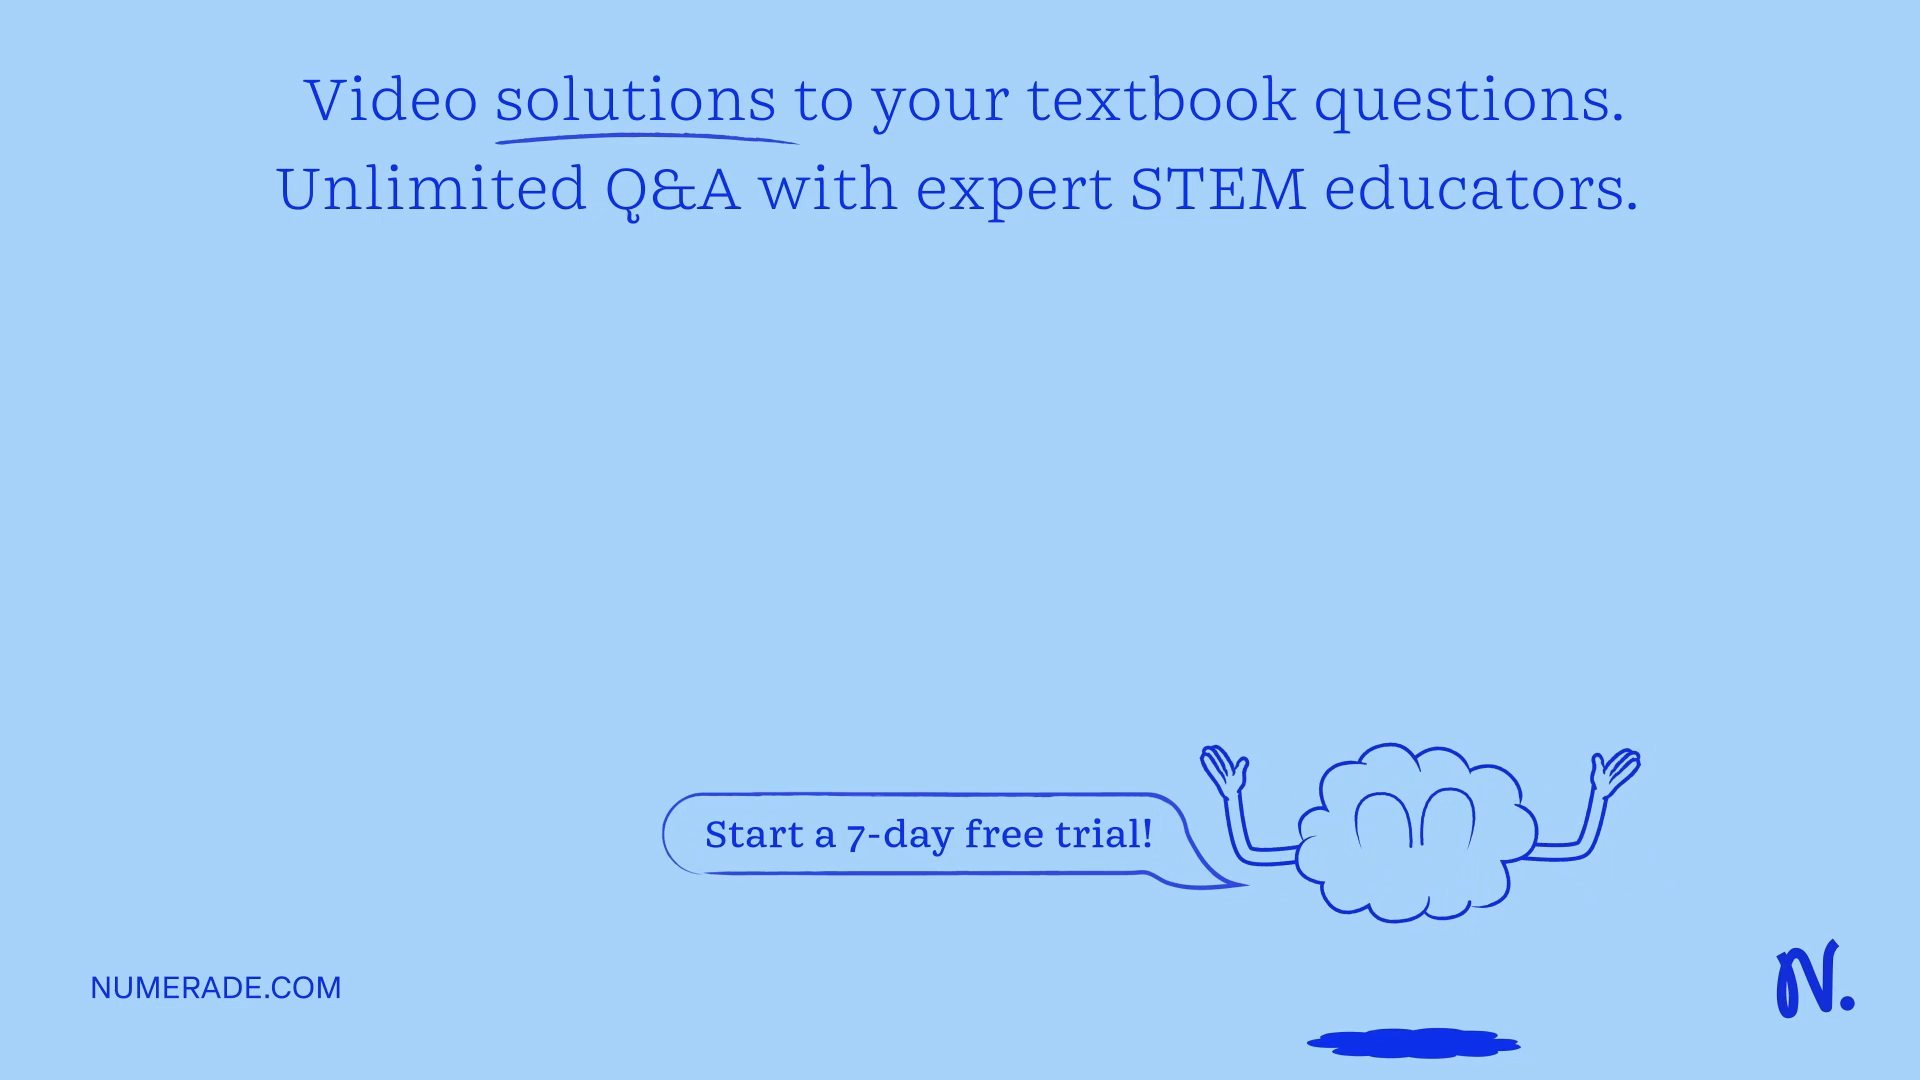 Video solutions to your textbook questions.
Unlimited Q&A with expert STEM educators.
Start a 7-day free trial!
NUMERADE.COM
N.